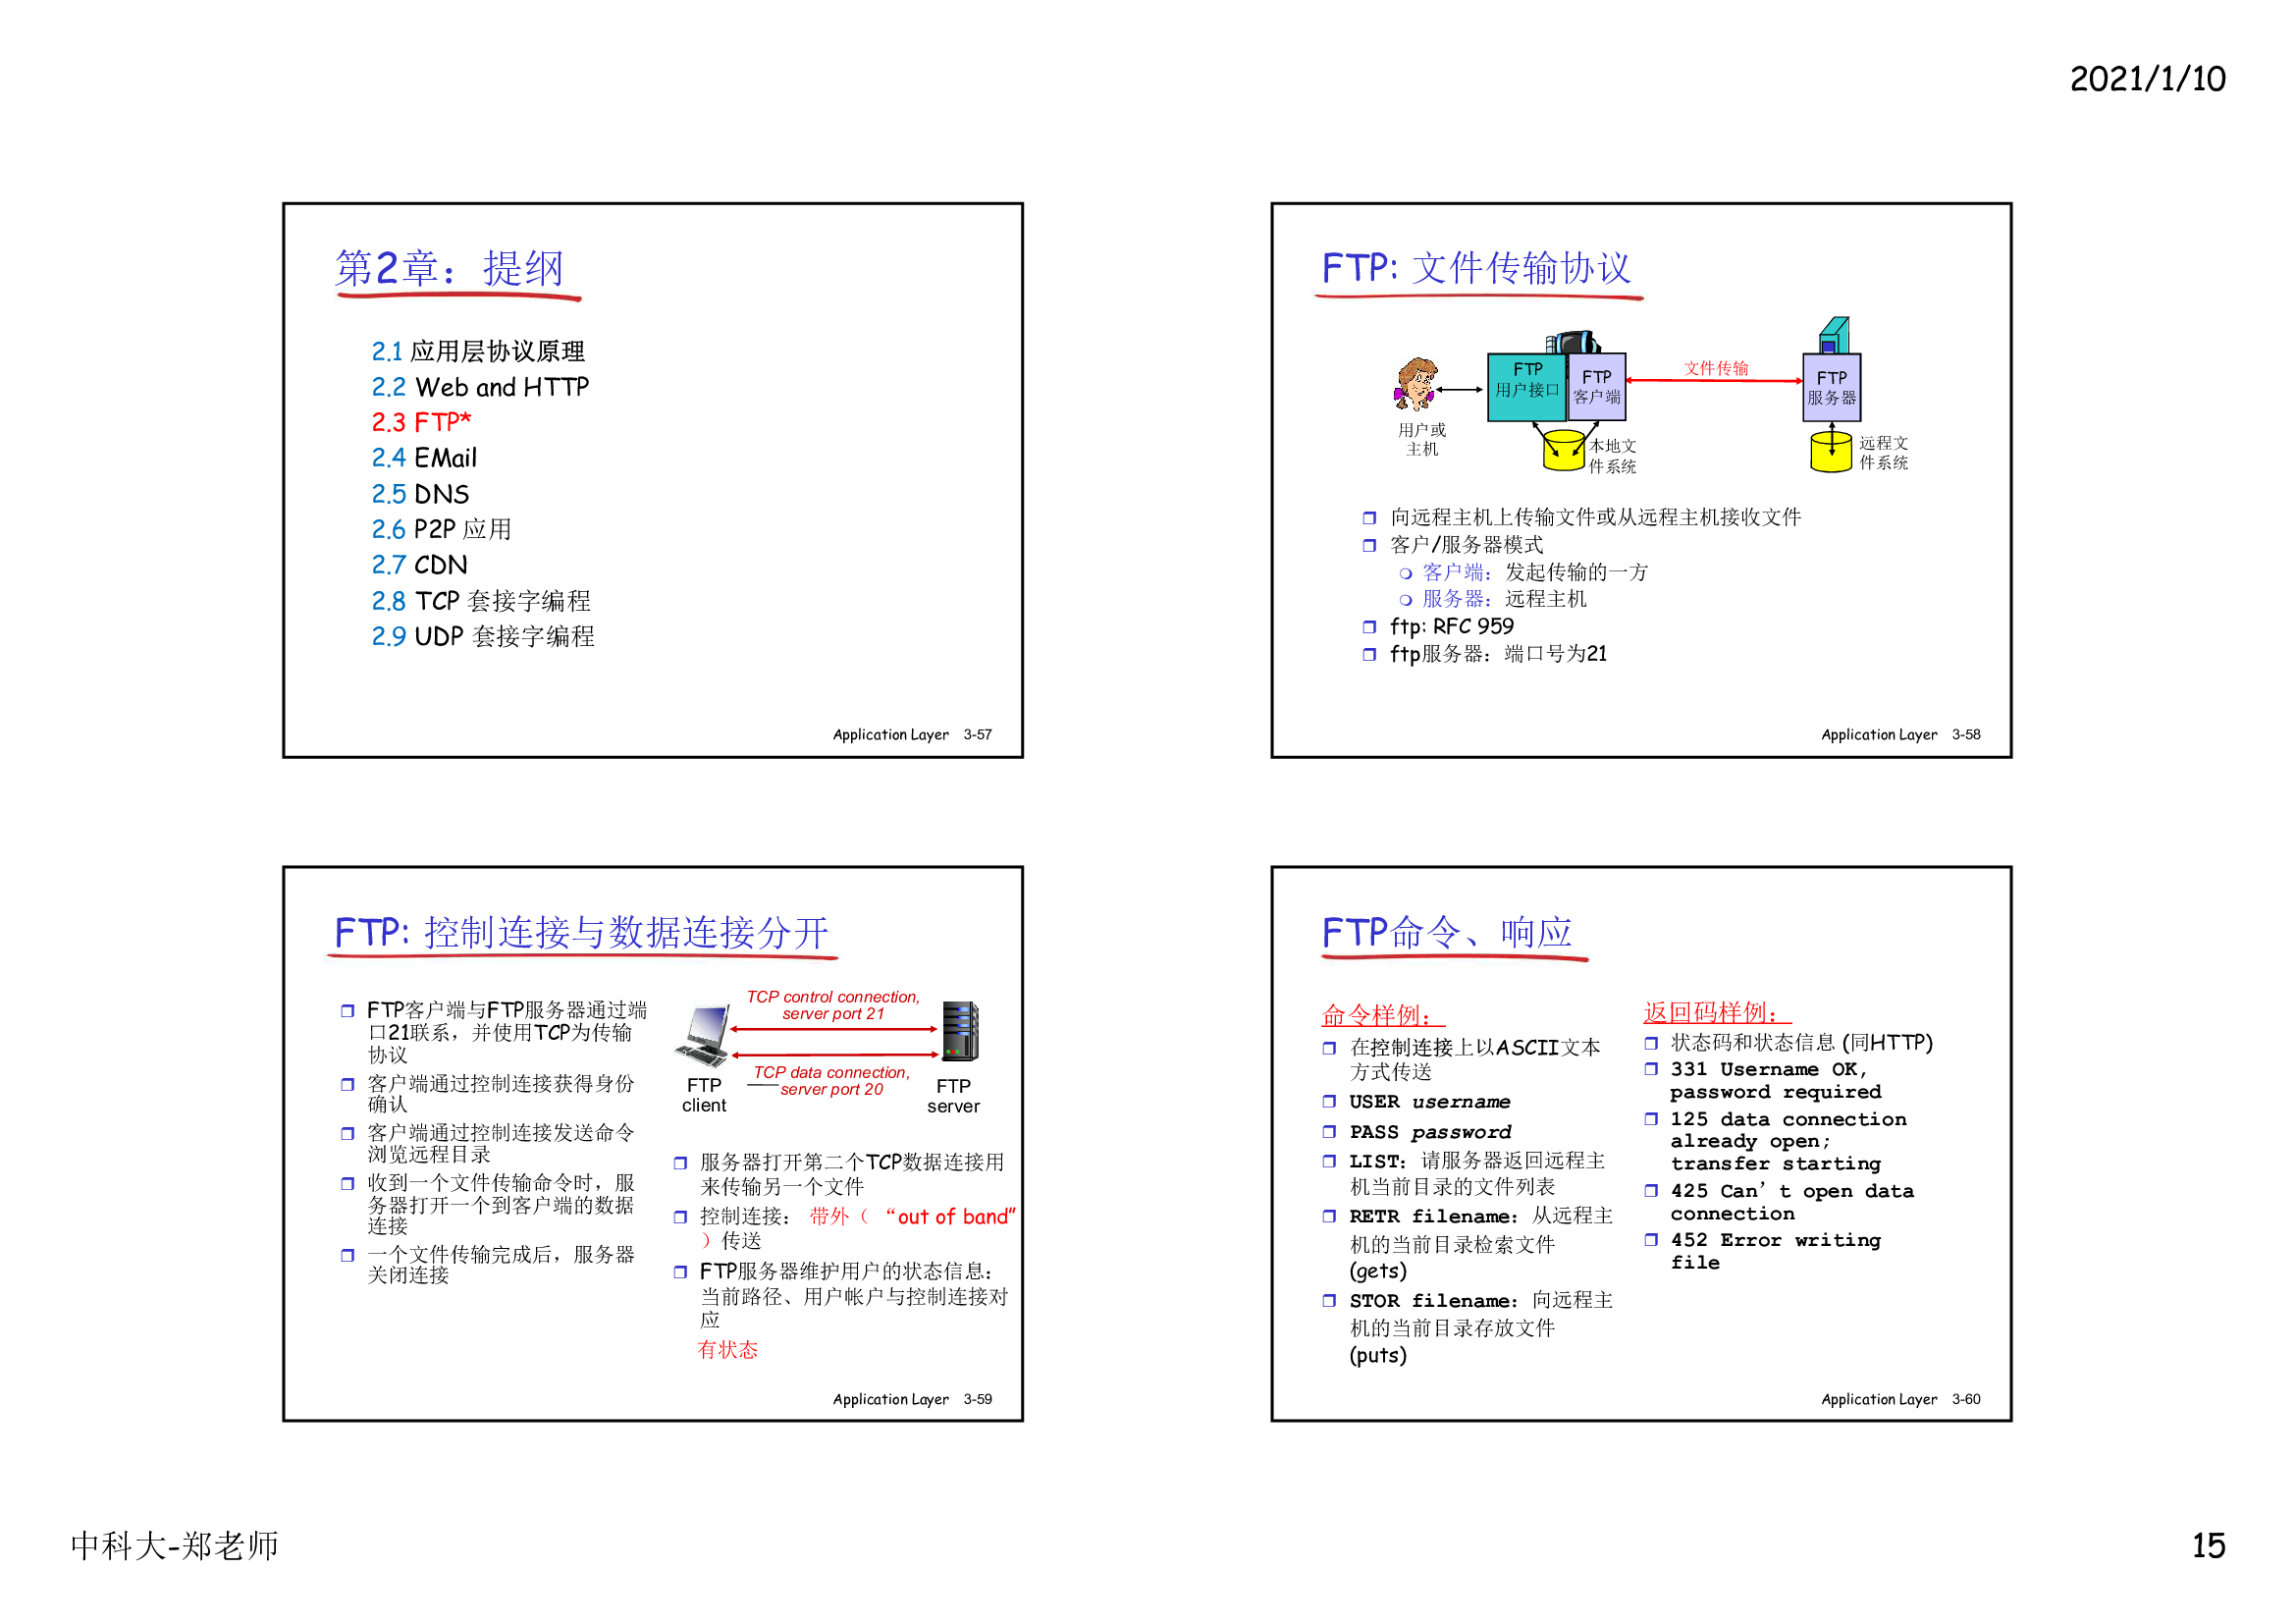 2021/1/10
第2章：提纲
2.1 应用层协议原理
2.2 Web and HTTP
2.3 FTP*
2.4 EMail
2.5 DNS
2.6 P2P 应用
2.7 CDN
2.8 TCP 套接字编程
2.9 UDP 套接字编程
Application Layer 3-57
FTP: 文件传输协议
用户或
主机
FTP
用户接口
FTP
客户端
本地文
件系统
文件传输
FTP
服务器
远程文
件系统
向远程主机上传输文件或从远程主机接收文件
客户/服务器模式
客户端：发起传输的一方
服务器：远程主机
ftp: RFC 959
ftp服务器：端口号为21
Application Layer 3-58
FTP: 控制连接与数据连接分开
FTP客户端与FTP服务器通过端
口21联系，并使用TCP为传输
协议
客户端通过控制连接获得身份
确认
客户端通过控制连接发送命令
浏览远程目录
收到一个文件传输命令时，服
务器打开一个到客户端的数据
连接
一个文件传输完成后，服务器
关闭连接
TCP control connection,
server port 21
TCP data connection,
server port 20
FTP
client
FTP
server
服务器打开第二个TCP数据连接用
来传输另一个文件
控制连接： 带外（ “out of band”
）传送
FTP服务器维护用户的状态信息：
当前路径、用户帐户与控制连接对
应
有状态
Application Layer 3-59
FTP命令、响应
命令样例：
在控制连接上以ASCII文本
方式传送
USER username
PASS password
LIST：请服务器返回远程主
机当前目录的文件列表
RETR filename：从远程主
机的当前目录检索文件
(gets)
STOR filename：向远程主
机的当前目录存放文件
(puts)
返回码样例：
状态码和状态信息 (同HTTP)
331 Username OK,
password required
125 data connection
already open;
transfer starting
425 Can’t open data
connection
452 Error writing
file
Application Layer 3-60
中科大-郑老师
15